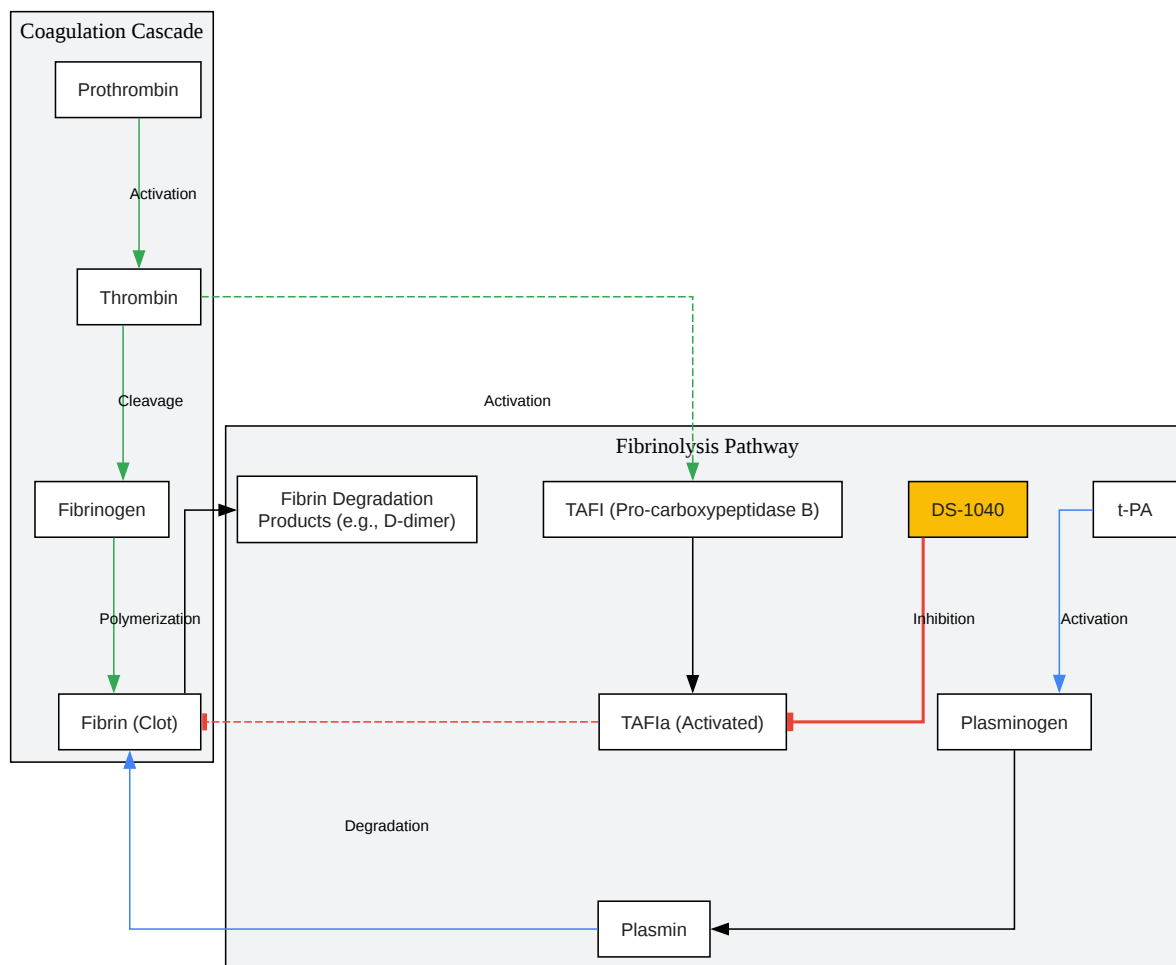 Coagulation Cascade
Prothrombin
Activation
Thrombin
Cleavage
Activation
Fibrinolysis Pathway
Fibrinogen
Fibrin Degradation
Products (e.g., D-dimer)
TAFI (Pro-carboxypeptidase B)
DS-1040
t-PA
Polymerization
Inhibition
Activation
Fibrin (Clot)
TAFIa (Activated)
Plasminogen
Degradation
Plasmin